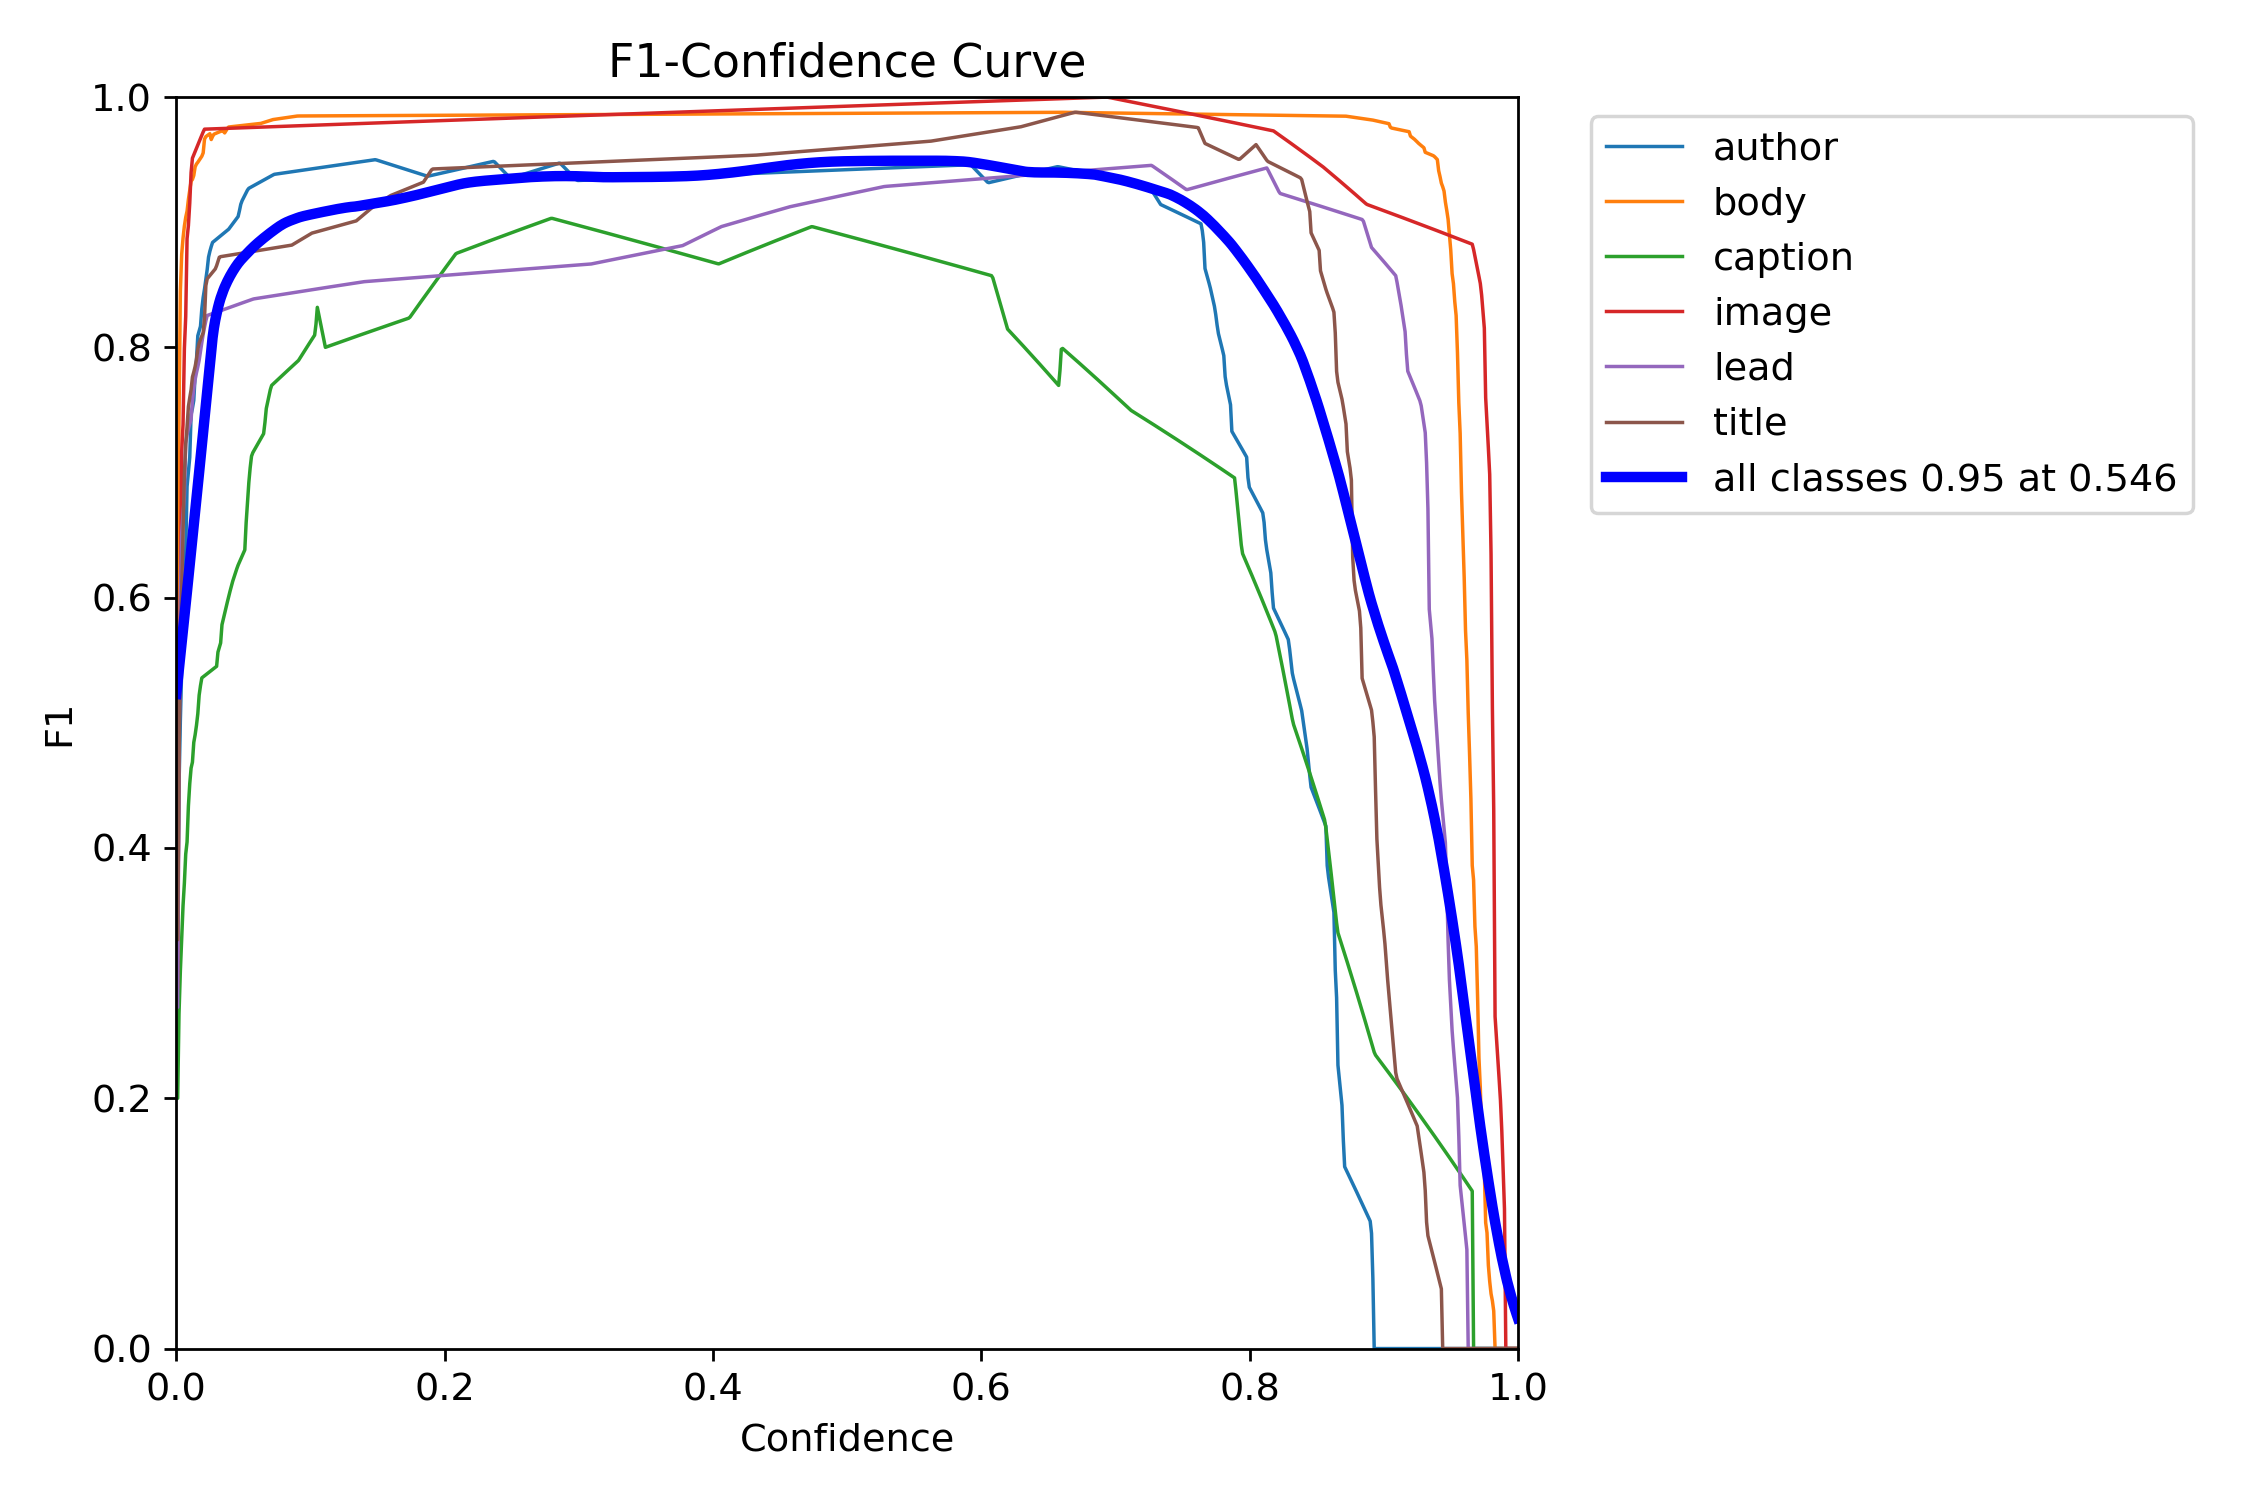 F1-Confidence Curve
1.0
0.8
0.6
0.4
0.2
0.0
F1
0.0 0.2 0.4 0.6 0.8 1.0
Confidence
author
body
caption
image
lead
title
all classes 0.95 at 0.546